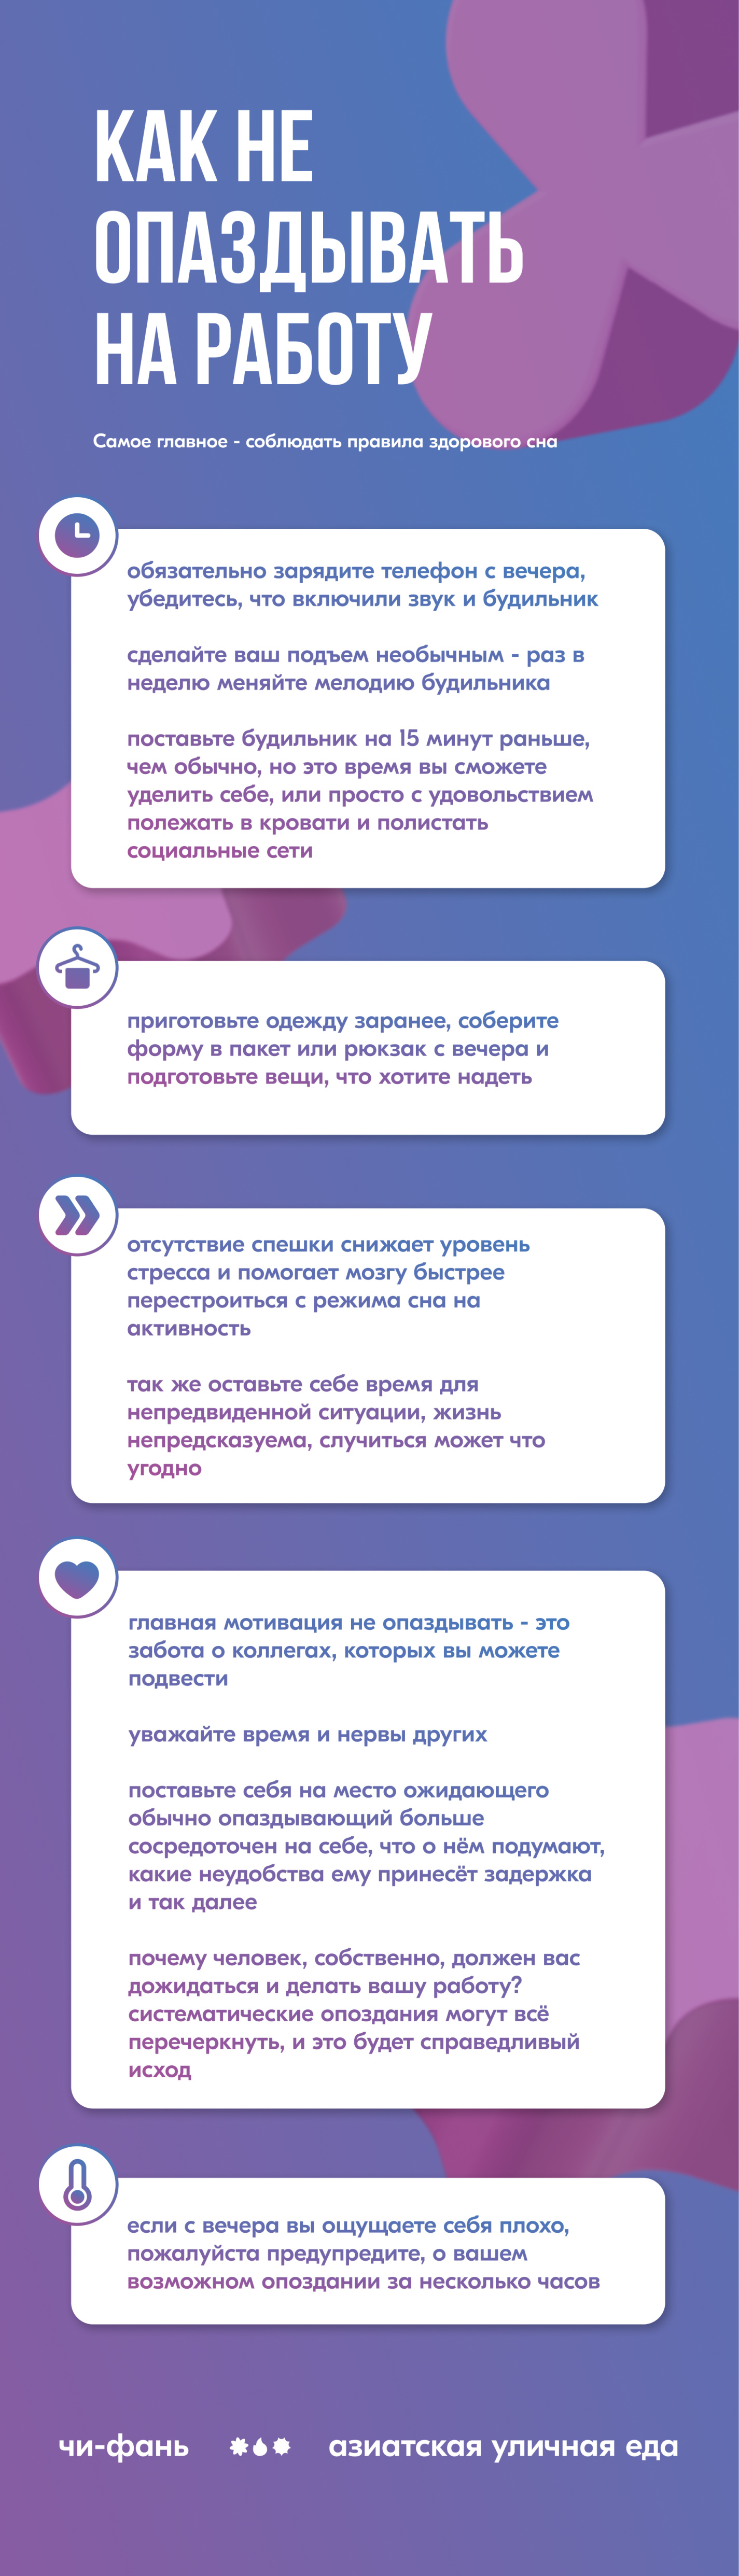 КАК НЕ
ОПАЗДЫВАТЬ
НА РАБОТУ
Самое главное - соблюдать правила здорового сна
обязательно зарядите телефон с вечера,
убедитесь, что включили звук и будильник
сделайте ваш подъем необычным - раз в
неделю меняйте мелодию будильника
поставьте будильник на 15 минут раньше,
чем обычно, но это время вы сможете
уделить себе, или просто с удовольствием
полежать в кровати и полистать
социальные сети
приготовьте одежду заранее, соберите
форму в пакет или рюкзак с вечера и
подготовьте вещи, что хотите надеть
отсутствие спешки снижает уровень
стресса и помогает мозгу быстрее
перестроиться с режима сна на
активность
так же оставьте себе время для
непредвиденной ситуации, жизнь
непредсказуема, случиться может что
угодно
главная мотивация не опаздывать - это
забота о коллегах, которых вы можете
подвести
уважайте время и нервы других
поставьте себя на место ожидающего
обычно опаздывающий больше
сосредоточен на себе, что о нём подумают,
какие неудобства ему принесёт задержка
и так далее
почему человек, собственно, должен вас
дожидаться и делать вашу работу?
систематические опоздания могут всё
перечеркнуть, и это будет справедливый
исход
если с вечера вы ощущаете себя плохо,
пожалуйста предупредите, о вашем
возможном опоздании за несколько часов
чи-фань азиатская уличная еда